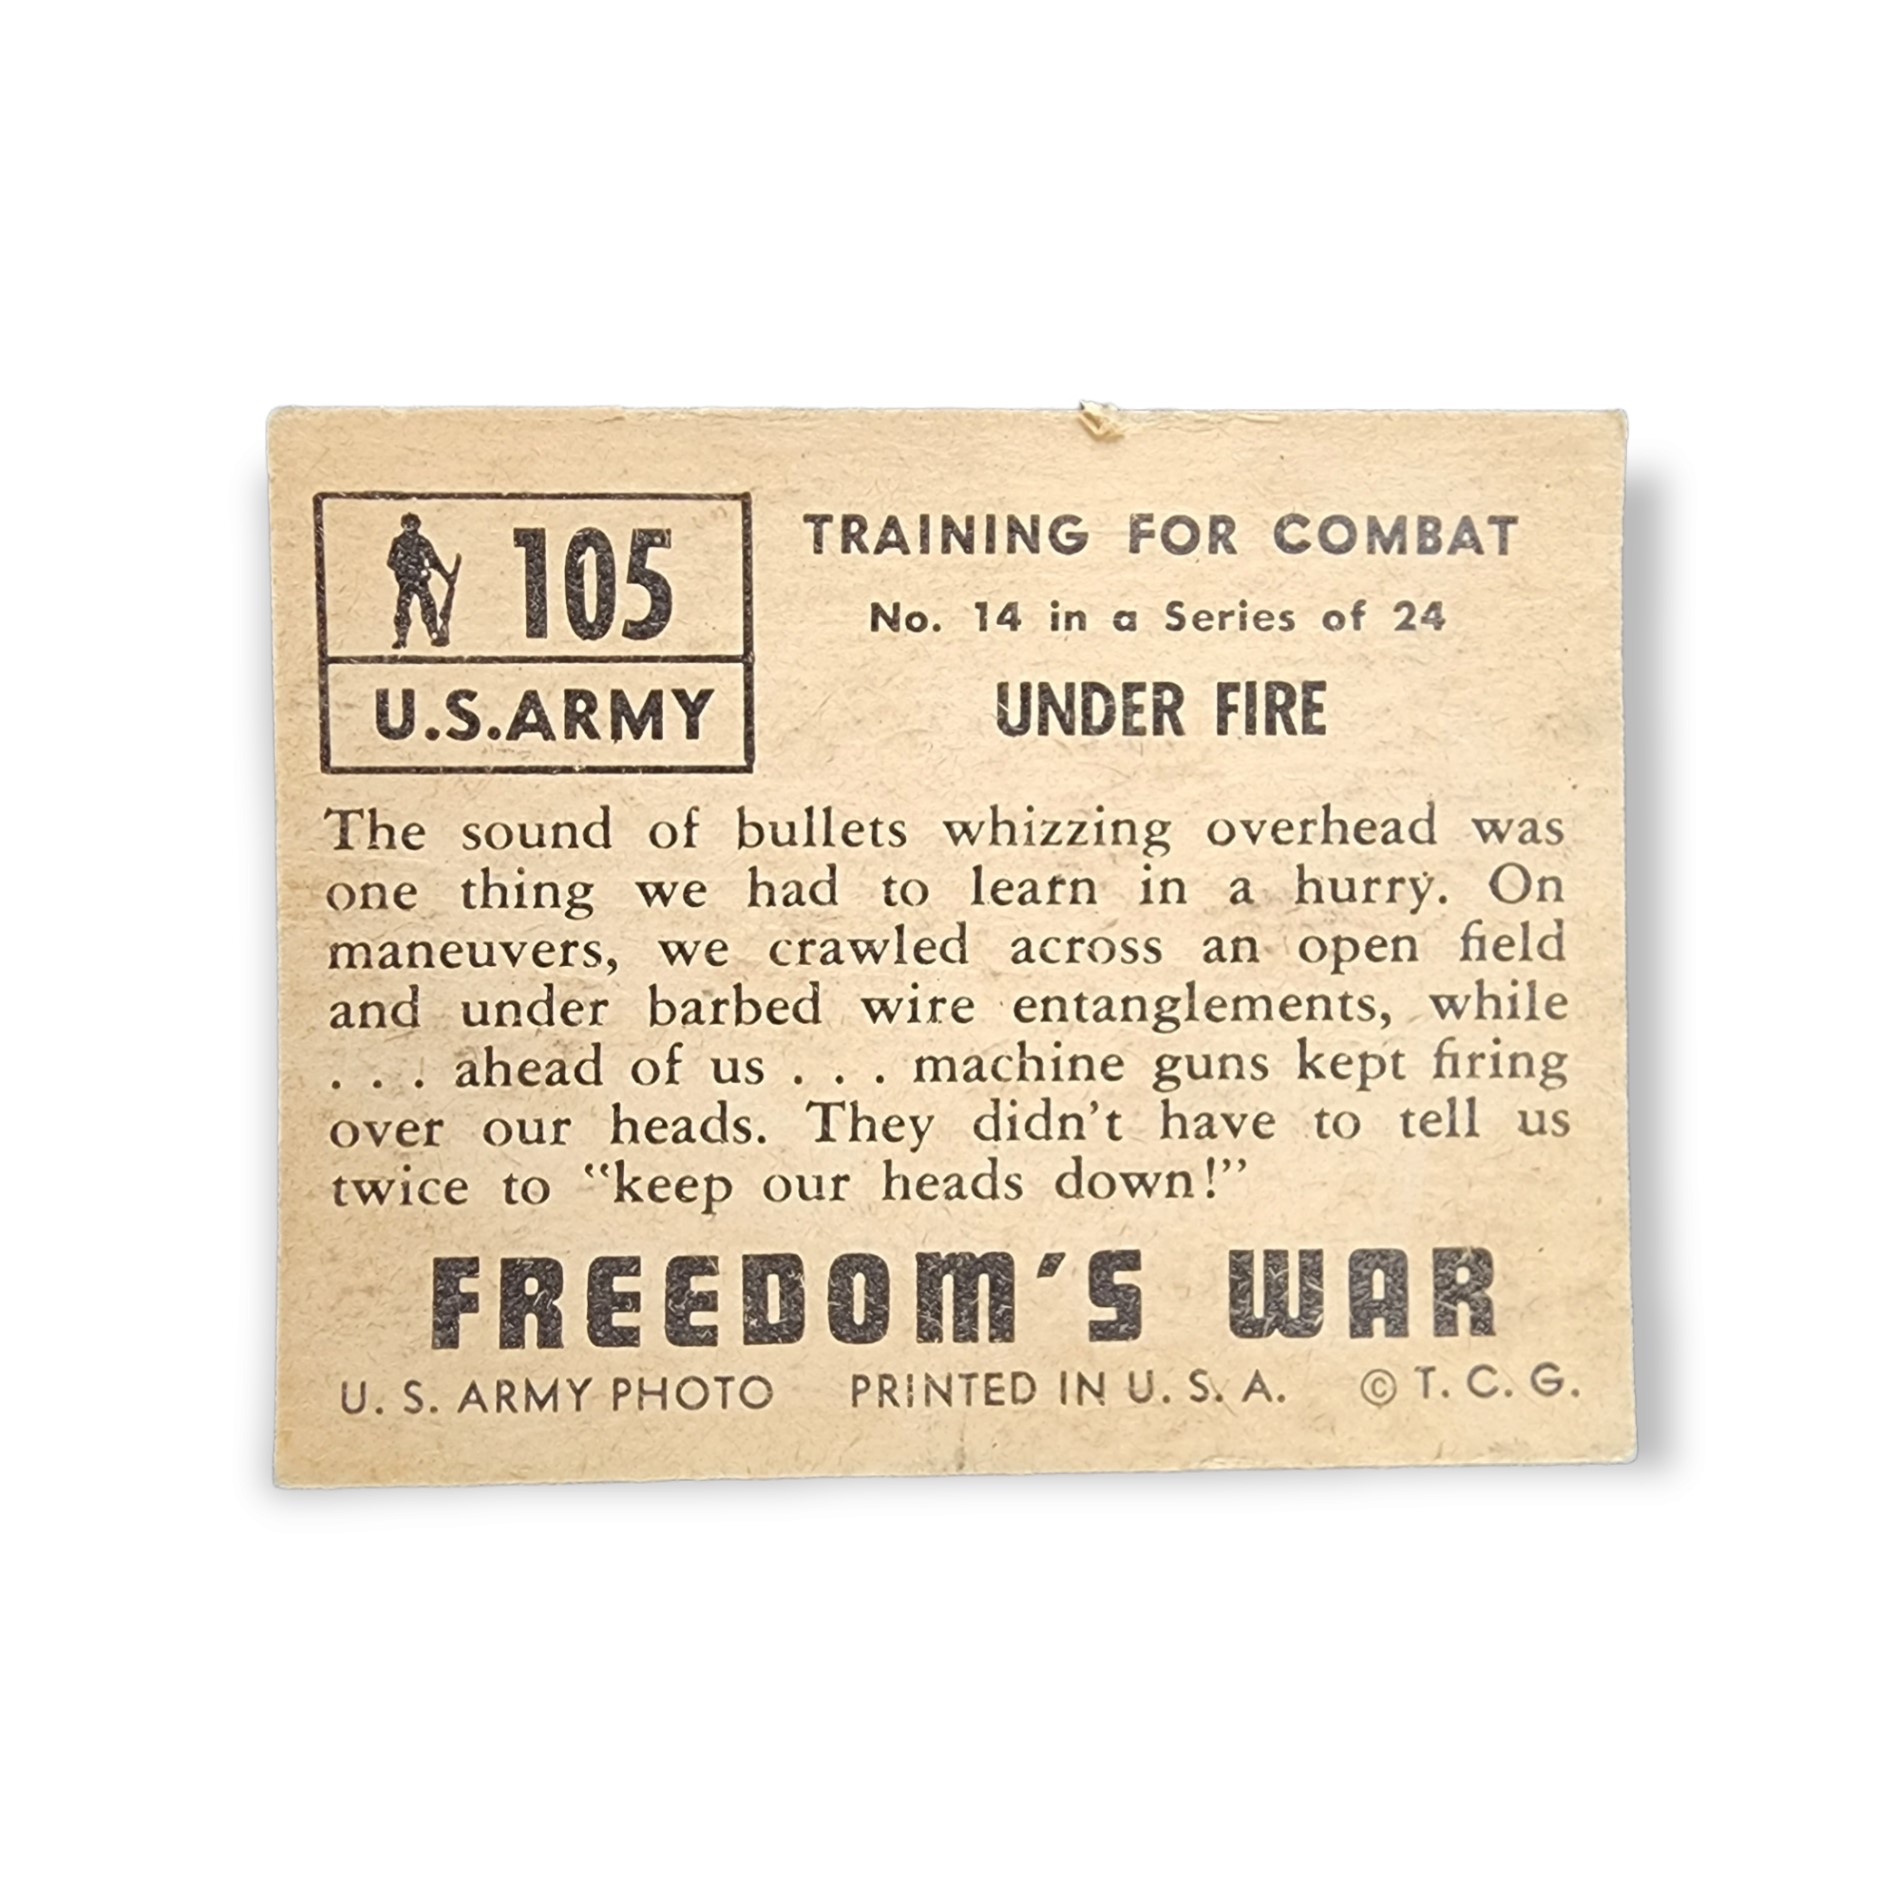 105
U.S.ARMY
TRAINING FOR COMBAT
No. 14 in a Series of 24
UNDER FIRE
The sound of bullets whizzing overhead was
one thing we had to learn in a hurry. On
maneuvers, we crawled across an open field
and under barbed wire entanglements, while
. . . ahead of us . . . machine guns kept firing
over our heads. They didn't have to tell us
twice to "keep our heads down!"
FREEDOM'S WAR
U. S. ARMY PHOTO PRINTED IN U. S. A. © T. C. G.